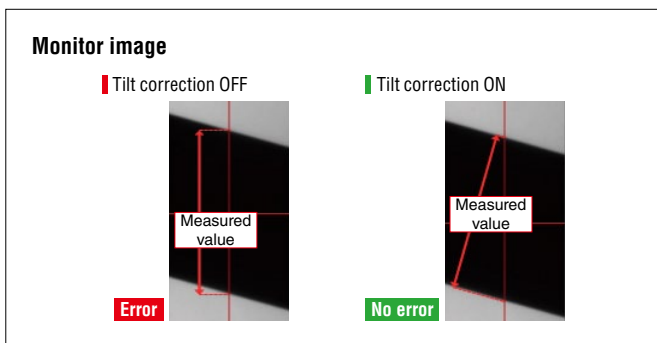 Monitor image
Tilt correction OFF
Tilt correction ON
Measured
value
Measured
value
Error
No error